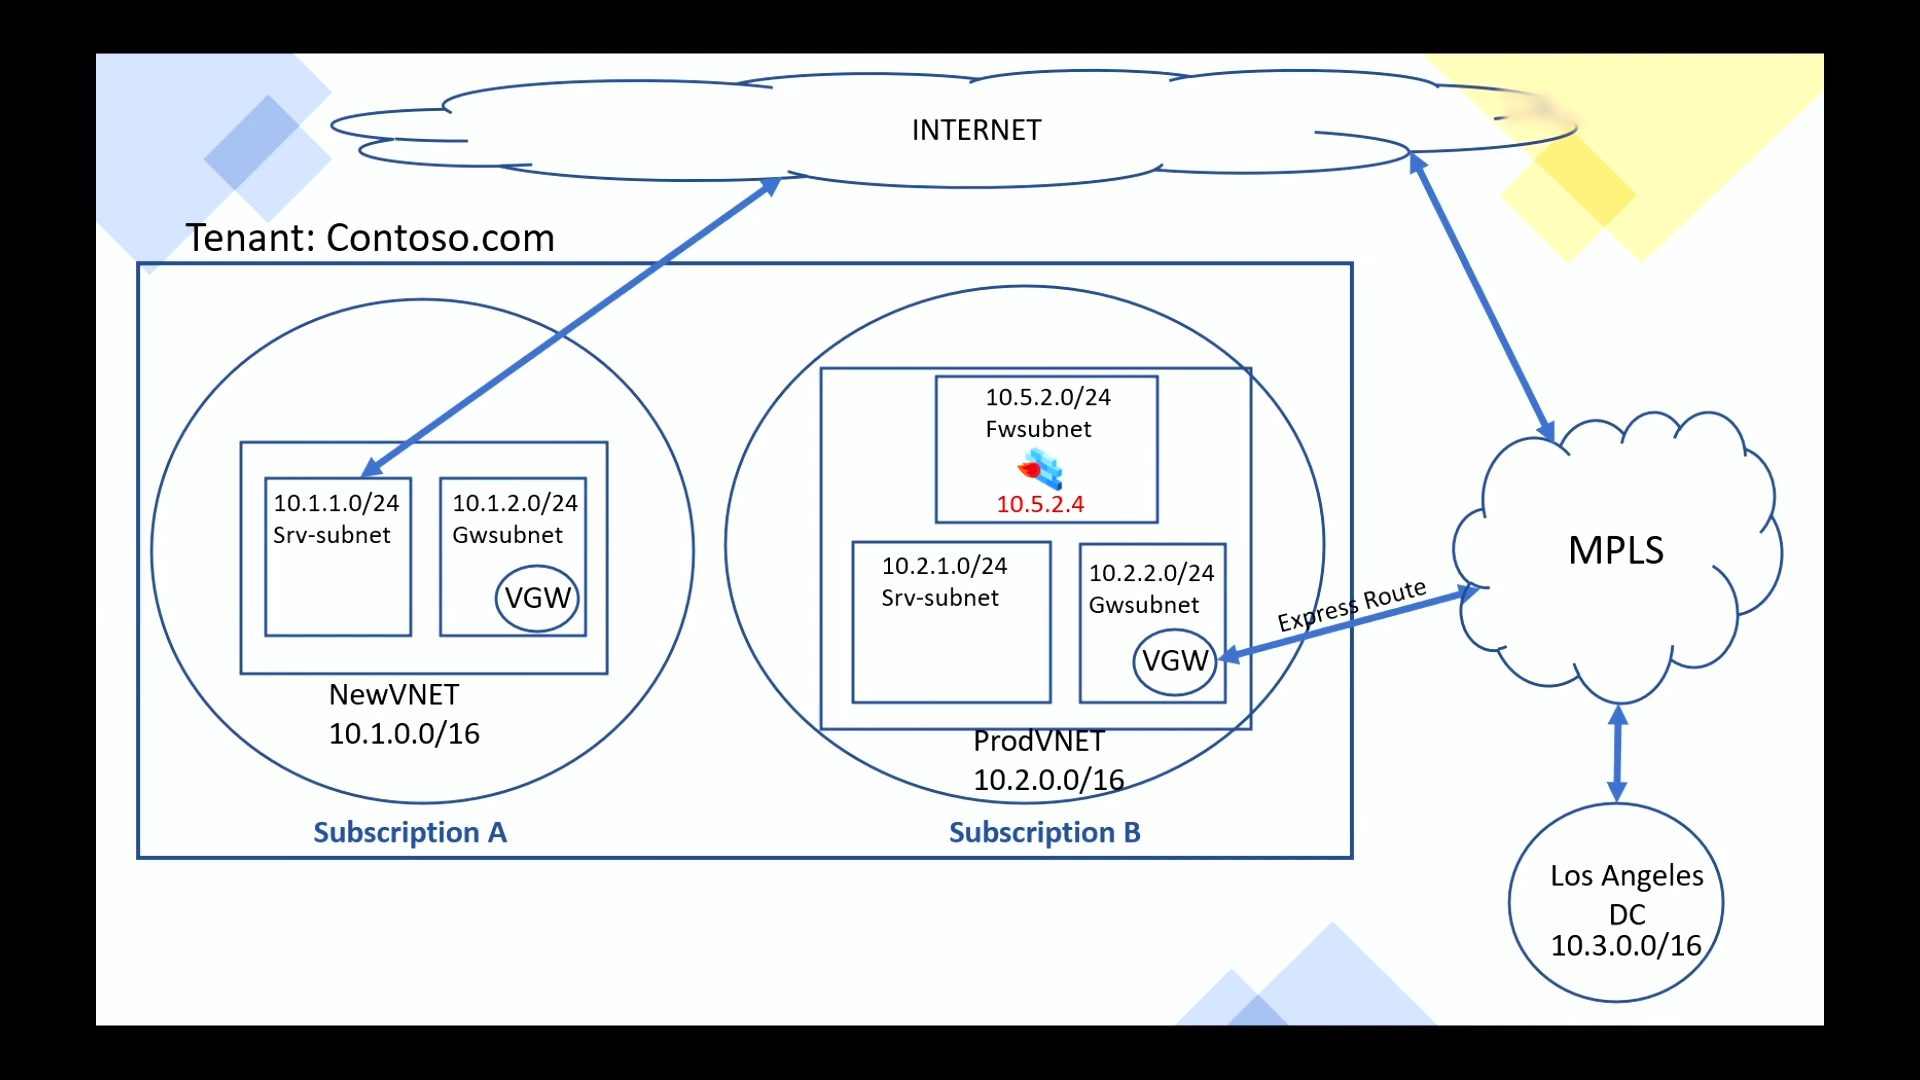 INTERNET
Tenant: Contoso.com
10.1.1.0/24
Srv-subnet
10.1.2.0/24
Gwsubnet
VGW
NewVNET
10.1.0.0/16
Subscription A
10.5.2.0/24
Fwsubnet
10.5.2.4
10.2.1.0/24
Srv-subnet
10.2.2.0/24
Gwsubnet
VGW
ProdVNET
10.2.0.0/16
Subscription B
Express Route
MPLS
Los Angeles
DC
10.3.0.0/16